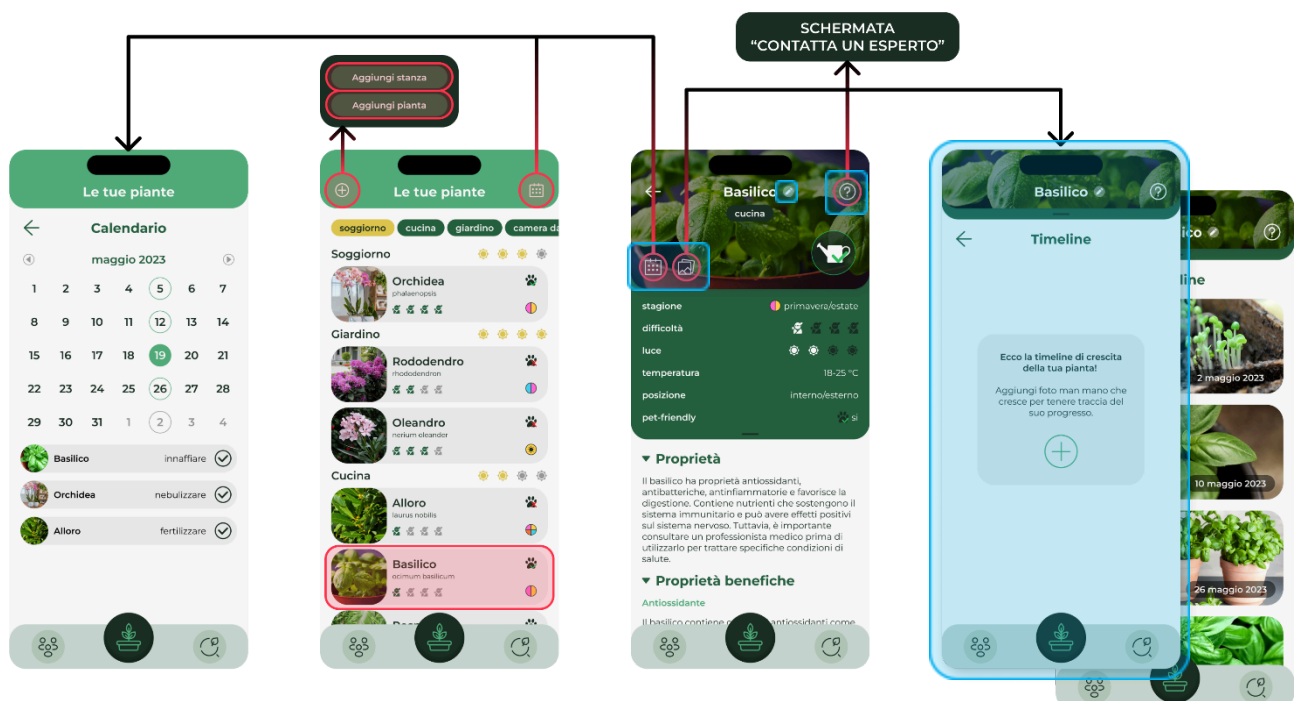 SCHERMATA
“CONTATTA UN ESPERTO”
Aggiungi stanza
Aggiungi pianta
Le tue piante
Calendario
maggio 2023
1 2 3 4 5 6 7
8 9 10 11 12 13 14
15 16 17 18 19 20 21
22 23 24 25 26 27 28
29 30 31 1 2 3 4
Basilico innaffiare
Orchidea nebulizzare
Alloro fertilizzare
Le tue piante
soggiorno cucina giardino camera da
Soggiorno
Orchidea
phalaenopsis
Giardino
Rododendro
rhododendron
Oleandro
nerium oleander
Cucina
Alloro
laurus nobilis
Basilico
ocimum basilicum
Basilico
cucina
stagione primavera/estate
difficoltà
luce
temperatura 18-25 °C
posizione interno/esterno
pet-friendly si
Proprietà
Il basilico ha proprietà antiossidanti,
antibatteriche, antinfiammatorie e favorisce la
digestione. Contiene nutrienti che sostengono il
sistema immunitario e può avere effetti positivi
sul sistema nervoso. Tuttavia, è importante
consultare un professionista medico prima di
utilizzarlo per trattare specifiche condizioni di
salute.
Proprietà benefiche
Antiossidante
Il basilico contiene antiossidanti come
Basilico
Timeline
Ecco la timeline di crescita
della tua pianta!
Aggiungi foto man mano che
cresce per tenere traccia del
suo progresso.
co
line
2 maggio 2023
10 maggio 2023
26 maggio 2023